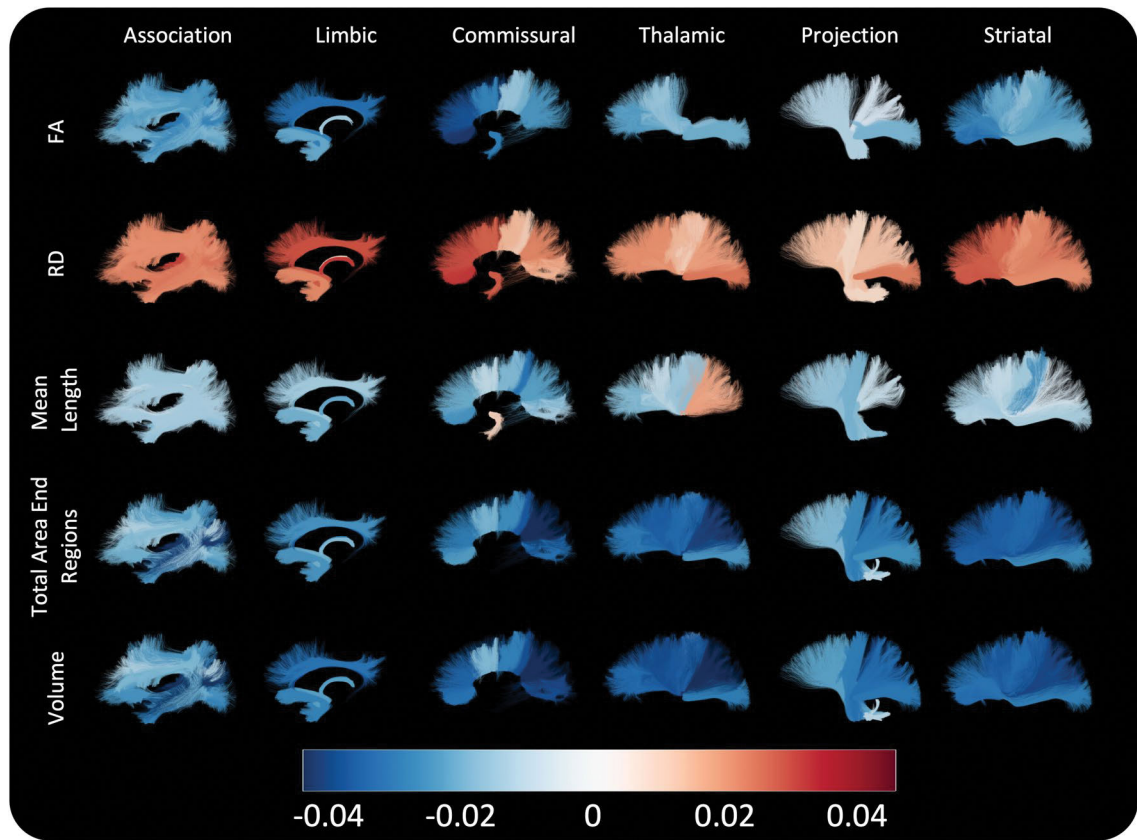 Association Limbic Commissural Thalamic Projection Striatal
FA
RD
Mean
Length
Total Area End
Regions
Volume
-0.04 -0.02 0 0.02 0.04